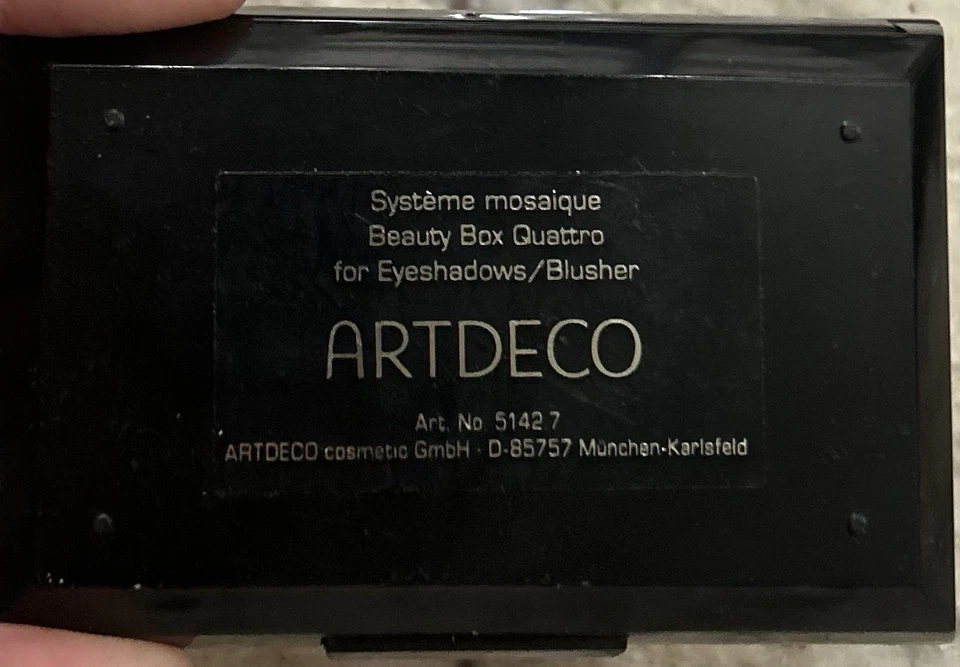 Système mosaique
Beauty Box Quattro
for Eyeshadows/Blusher
ARTDECO
Art. No. 5142.7
ARTDECO cosmetic GmbH · D-85757 München-Karlsfeld